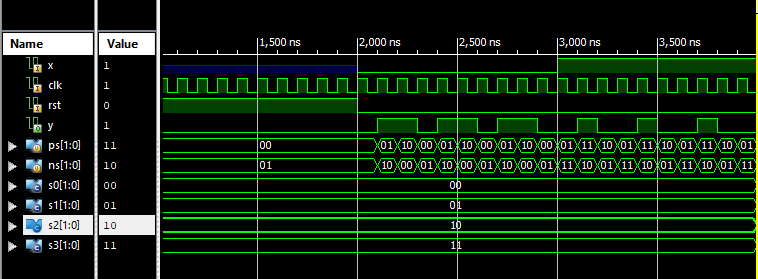 1,500 ns 2,000 ns 2,500 ns 3,000 ns 3,500 ns
Name Value
x 1
clk 1
rst 0
y 1
ps[1:0] 11 00 01 10 00 01 10 00 01 10 00 01 11 10 01 11 10 01 11 10 01
ns[1:0] 10 01 10 00 01 10 00 01 10 00 01 11 10 01 11 10 01 11 10 01 11
s0[1:0] 00 00
s1[1:0] 01 01
s2[1:0] 10 10
s3[1:0] 11 11